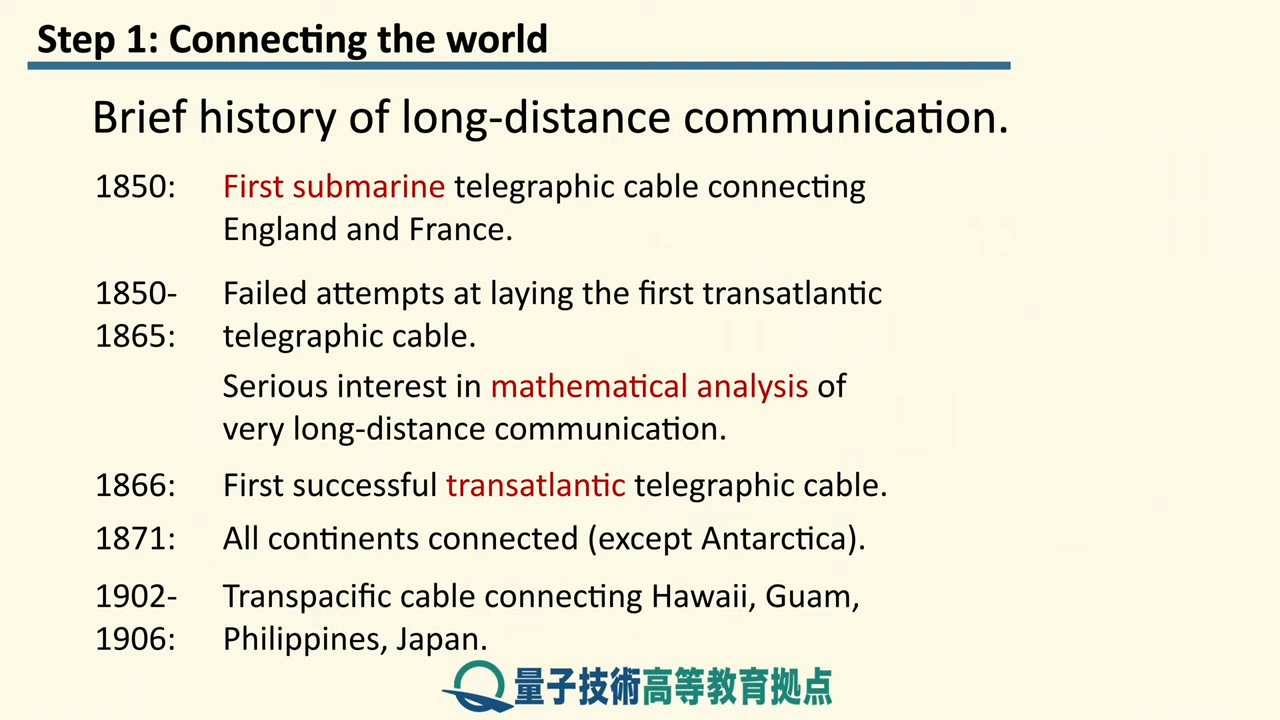 Step 1: Connecting the world
Brief history of long-distance communication.
1850: First submarine telegraphic cable connecting
England and France.
1850- Failed attempts at laying the first transatlantic
1865: telegraphic cable.
Serious interest in mathematical analysis of
very long-distance communication.
1866: First successful transatlantic telegraphic cable.
1871: All continents connected (except Antarctica).
1902- Transpacific cable connecting Hawaii, Guam,
1906: Philippines, Japan.
量子技術高等教育拠点